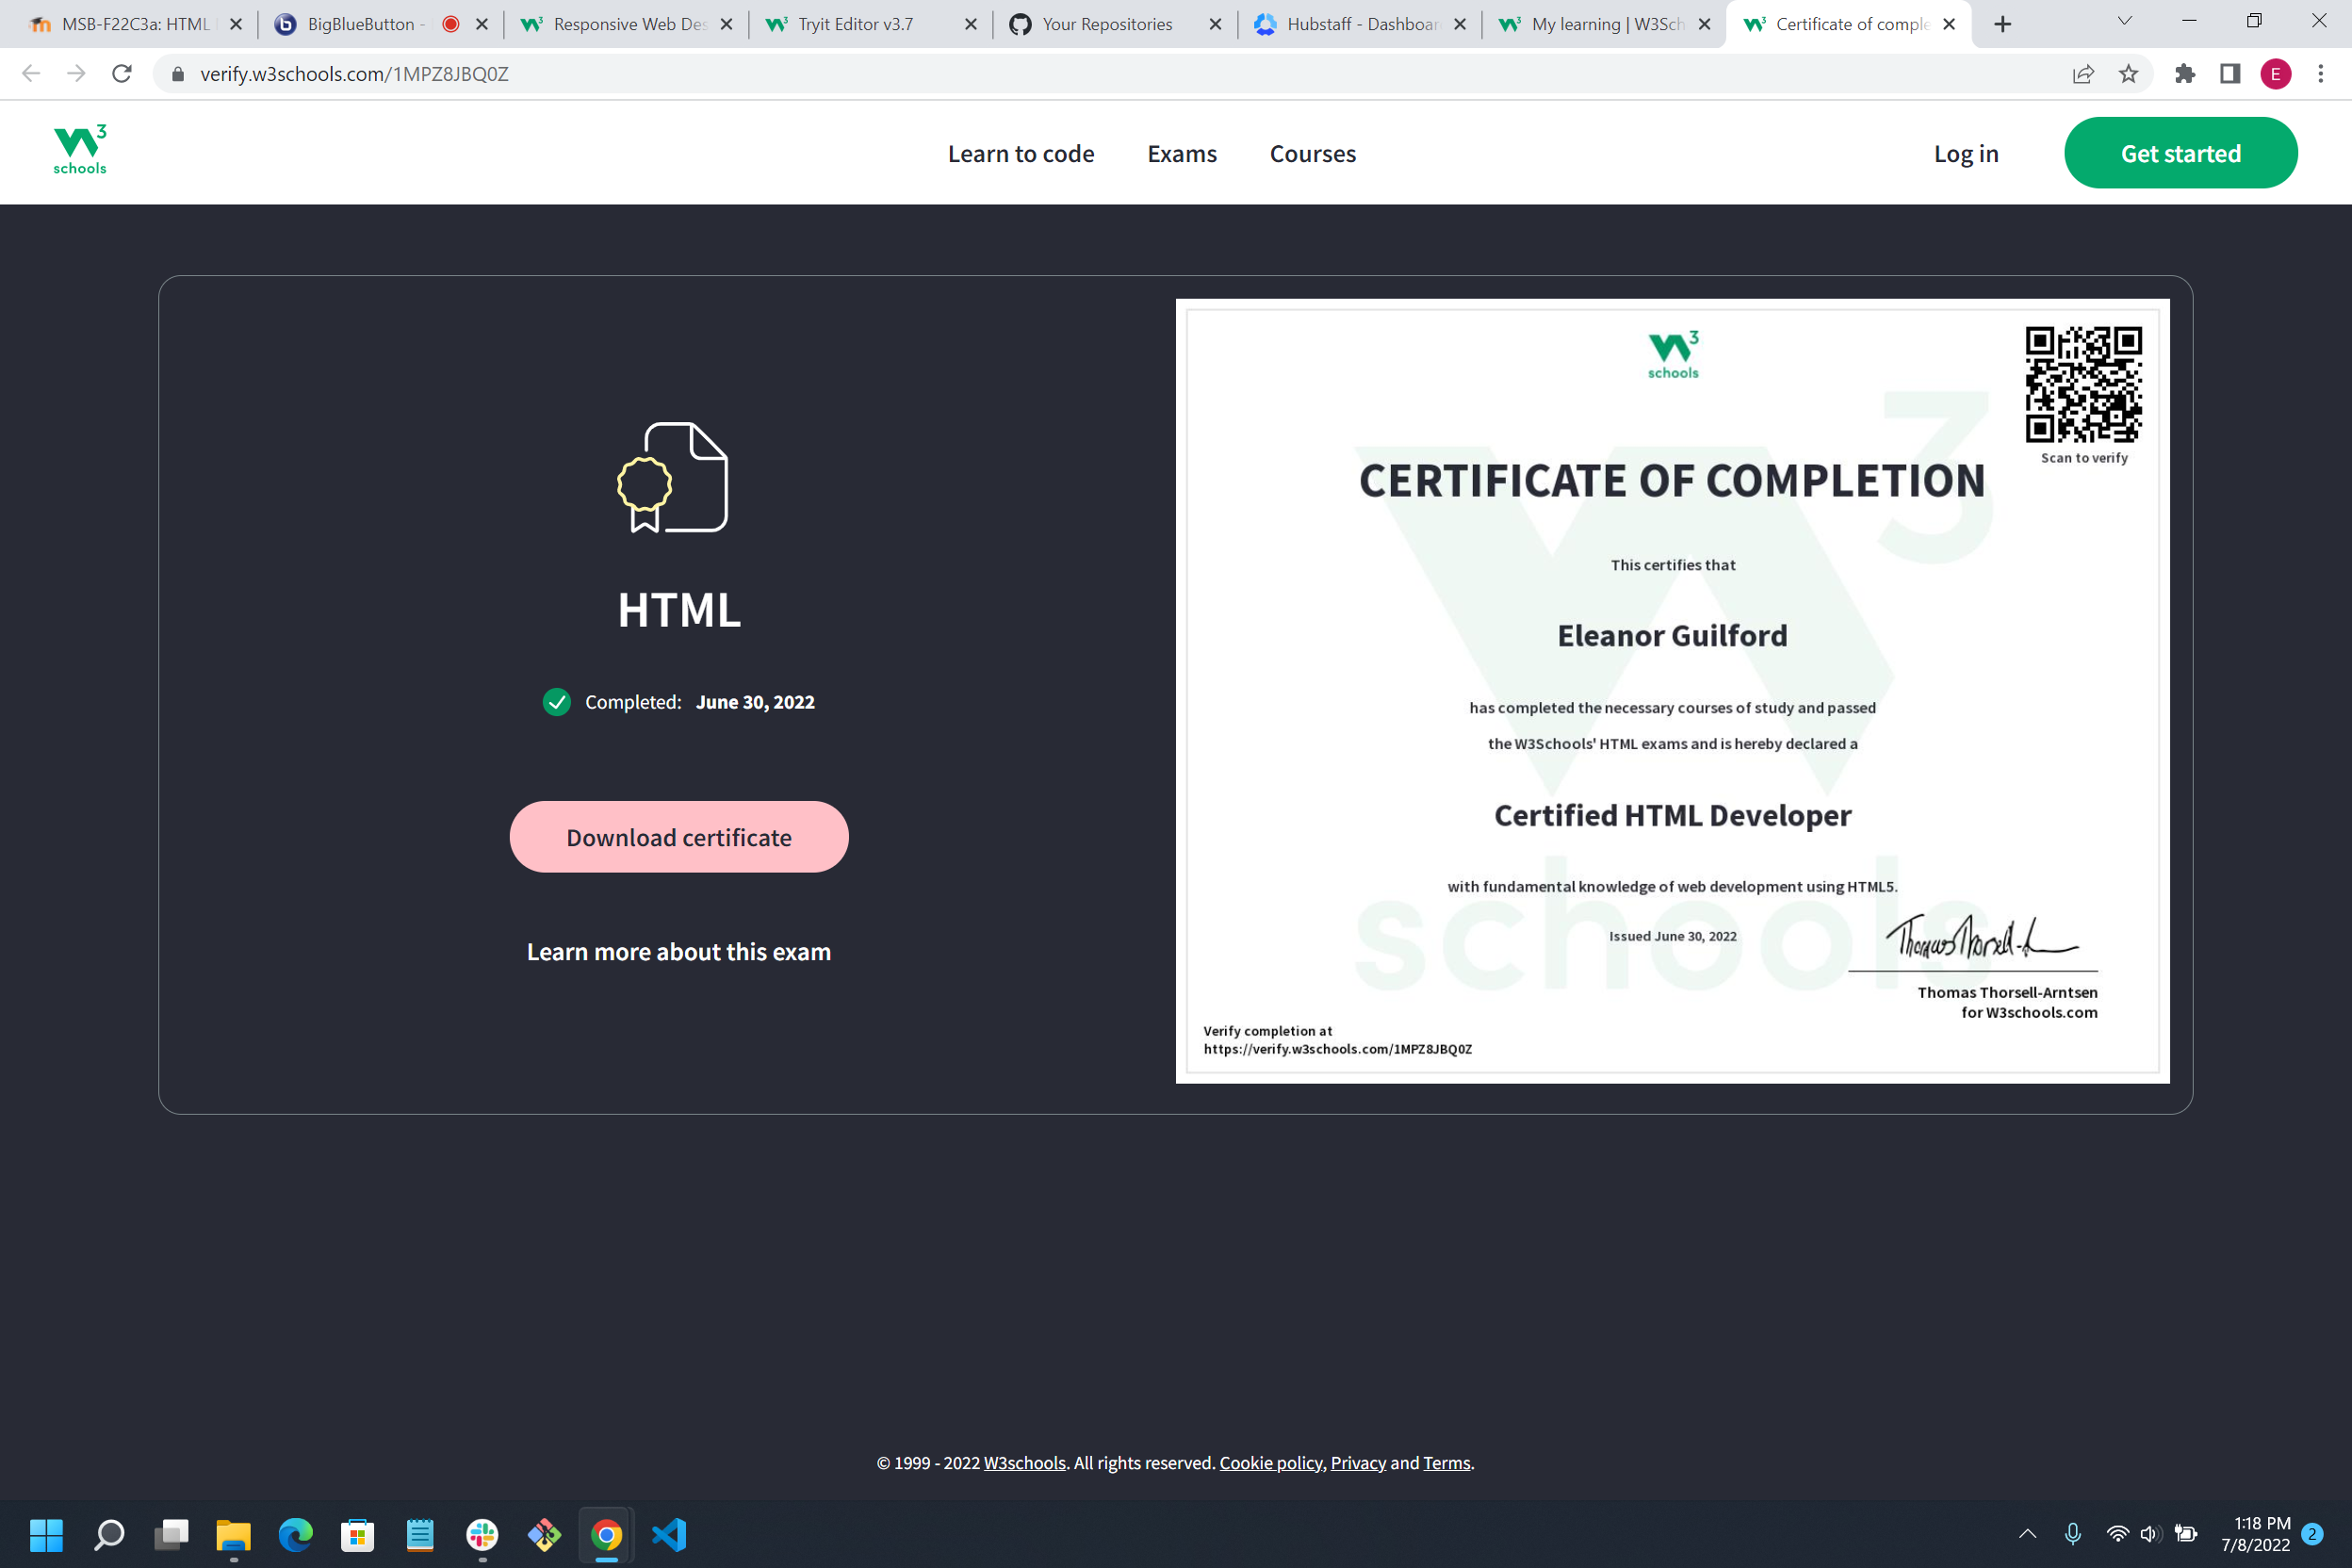 MSB-F22C3a: HTML
BigBlueButton -
Responsive Web Des
Tryit Editor v3.7
Your Repositories
Hubstaff - Dashboar
My learning | W3Sch
Certificate of comple
verify.w3schools.com/1MPZ8JBQ0Z
E
W3
schools
Learn to code
Exams
Courses
Log in
Get started
HTML
Completed: June 30, 2022
Download certificate
Learn more about this exam
W3
schools
Scan to verify
CERTIFICATE OF COMPLETION
This certifies that
Eleanor Guilford
has completed the necessary courses of study and passed
the W3Schools' HTML exams and is hereby declared a
Certified HTML Developer
with fundamental knowledge of web development using HTML5.
Issued June 30, 2022
Thomas Thorsell-A
Thomas Thorsell-Arntsen
for W3schools.com
Verify completion at
https://verify.w3schools.com/1MPZ8JBQ0Z
W3
schools
© 1999 - 2022 W3schools. All rights reserved. Cookie policy, Privacy and Terms.
1:18 PM
7/8/2022
2